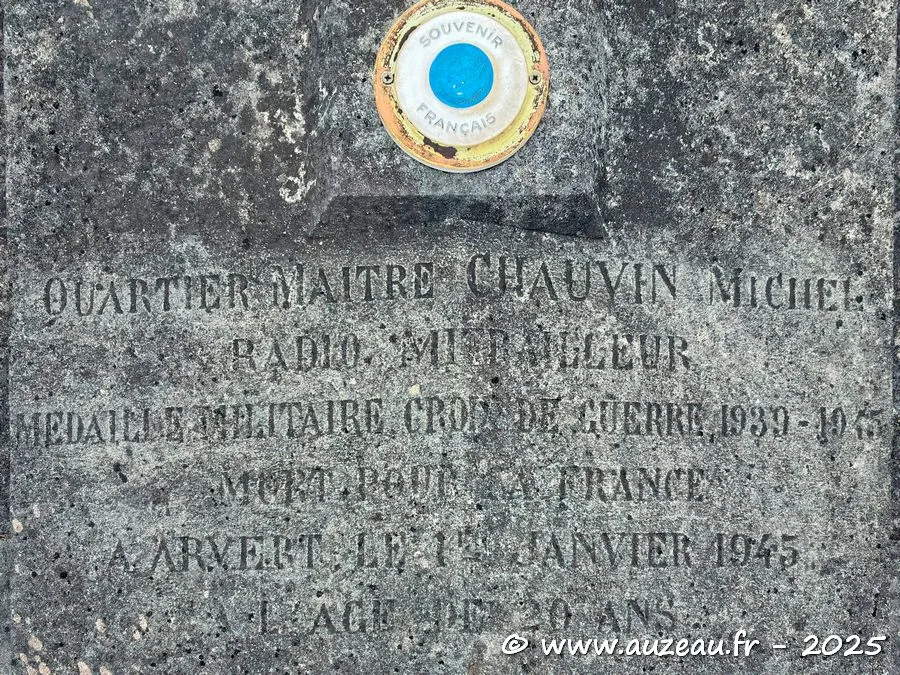 SOUVENIR
FRANÇAIS
QUARTIER MAITRE CHAUVIN MICHEL
RADIO MITRAILLEUR
MEDAILLE MILITAIRE CROIX DE GUERRE 1939-1945
MORT POUR LA FRANCE
A ARVERT LE 1ER JANVIER 1945
A L'AGE DE 20 ANS
© www.auzeau.fr - 2025